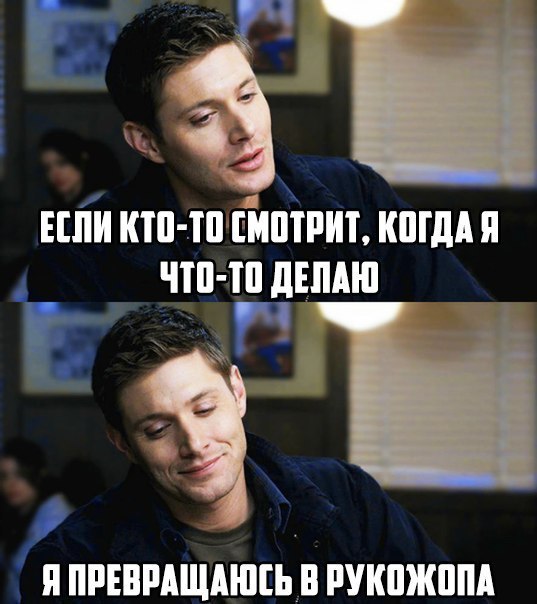 ЕСЛИ КТО-ТО СМОТРИТ, КОГДА Я
ЧТО-ТО ДЕЛАЮ
Я ПРЕВРАЩАЮСЬ В РУКОЖОПА